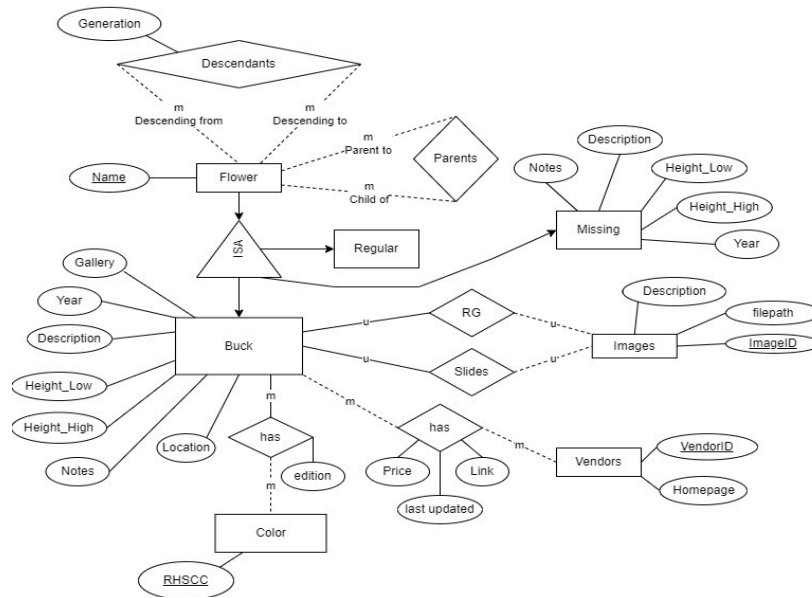 Generation
Descendants
m
Descending from
m
Descending to
m
Parent to
Parents
m
Child of
Name
Flower
ISA
Regular
Notes
Description
Height_Low
Height_High
Missing
Year
Gallery
Year
Description
Height_Low
Height_High
Notes
Location
Buck
u
RG
u
u
Slides
u
Description
filepath
Images
ImageID
m
has
edition
m
Color
RHSCC
m
has
m
Price
Link
last updated
Vendors
VendorID
Homepage